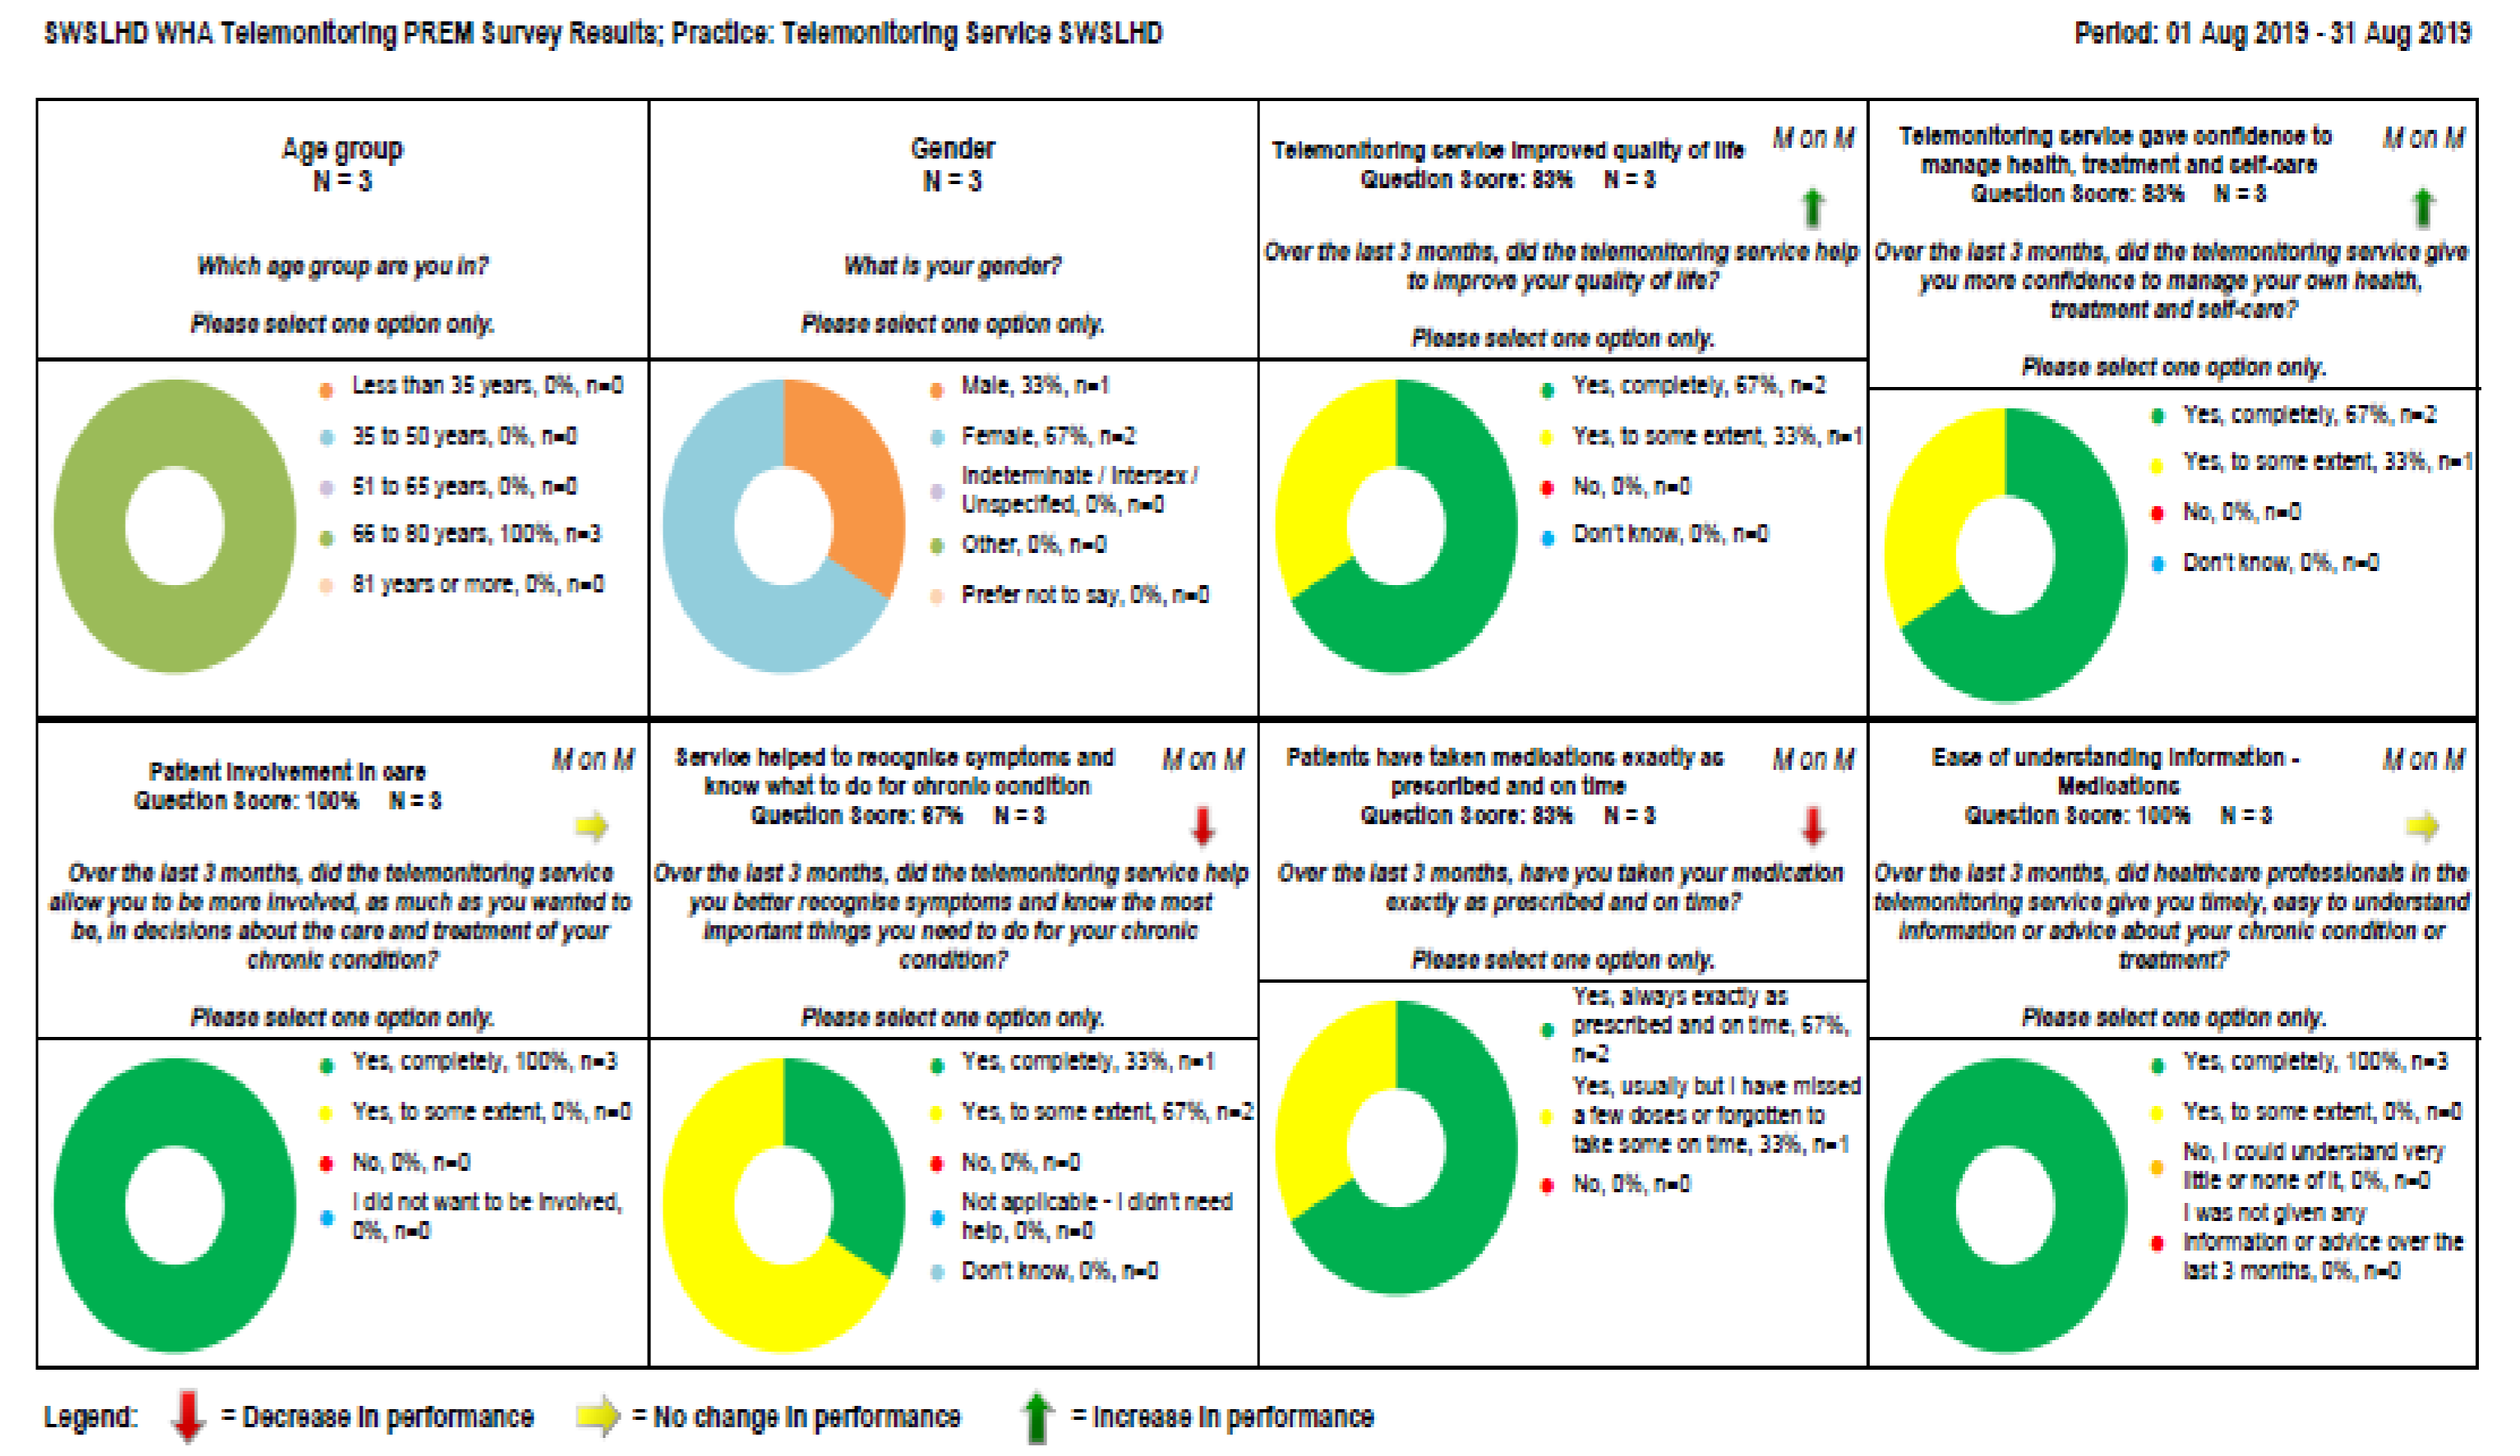 SWSLHD WHA Telemonitoring PREM Survey Results; Practice: Telemonitoring Service SWSLHD
Period: 01 Aug 2019 - 31 Aug 2019
Age group
N = 3
Which age group are you in?
Please select one option only.
Less than 35 years, 0%, n=0
35 to 50 years, 0%, n=0
51 to 65 years, 0%, n=0
66 to 80 years, 100%, n=3
81 years or more, 0%, n=0
Gender
N = 3
What is your gender?
Please select one option only.
Male, 33%, n=1
Female, 67%, n=2
Indeterminate / Intersex /
Unspecified, 0%, n=0
Other, 0%, n=0
Prefer not to say, 0%, n=0
Telemonitoring service improved quality of life
Question Score: 83% N = 3
M on M
Over the last 3 months, did the telemonitoring service help
to improve your quality of life?
Please select one option only.
Yes, completely, 67%, n=2
Yes, to some extent, 33%, n=1
No, 0%, n=0
Don't know, 0%, n=0
Telemonitoring service gave confidence to
manage health, treatment and self-care
Question Score: 83% N = 3
M on M
Over the last 3 months, did the telemonitoring service give
you more confidence to manage your own health,
treatment and self-care?
Please select one option only.
Yes, completely, 67%, n=2
Yes, to some extent, 33%, n=1
No, 0%, n=0
Don't know, 0%, n=0
Patient involvement in care
Question Score: 100% N = 3
M on M
Over the last 3 months, did the telemonitoring service
allow you to be more involved, as much as you wanted to
be, in decisions about the care and treatment of your
chronic condition?
Please select one option only.
Yes, completely, 100%, n=3
Yes, to some extent, 0%, n=0
No, 0%, n=0
I did not want to be involved,
0%, n=0
Service helped to recognise symptoms and
know what to do for chronic condition
Question Score: 67% N = 3
M on M
Over the last 3 months, did the telemonitoring service help
you better recognise symptoms and know the most
important things you need to do for your chronic
condition?
Please select one option only.
Yes, completely, 33%, n=1
Yes, to some extent, 67%, n=2
No, 0%, n=0
Not applicable - I didn't need
help, 0%, n=0
Don't know, 0%, n=0
Patients have taken medications exactly as
prescribed and on time
Question Score: 83% N = 3
M on M
Over the last 3 months, have you taken your medication
exactly as prescribed and on time?
Please select one option only.
Yes, always exactly as
prescribed and on time, 67%,
n=2
Yes, usually but I have missed
a few doses or forgotten to
take some on time, 33%, n=1
No, 0%, n=0
Ease of understanding information -
Medications
Question Score: 100% N = 3
M on M
Over the last 3 months, did healthcare professionals in the
telemonitoring service give you timely, easy to understand
information or advice about your chronic condition or
treatment?
Please select one option only.
Yes, completely, 100%, n=3
Yes, to some extent, 0%, n=0
No, I could understand very
little or none of it, 0%, n=0
I was not given any
information or advice over the
last 3 months, 0%, n=0
Legend: = Decrease in performance = No change in performance = Increase in performance